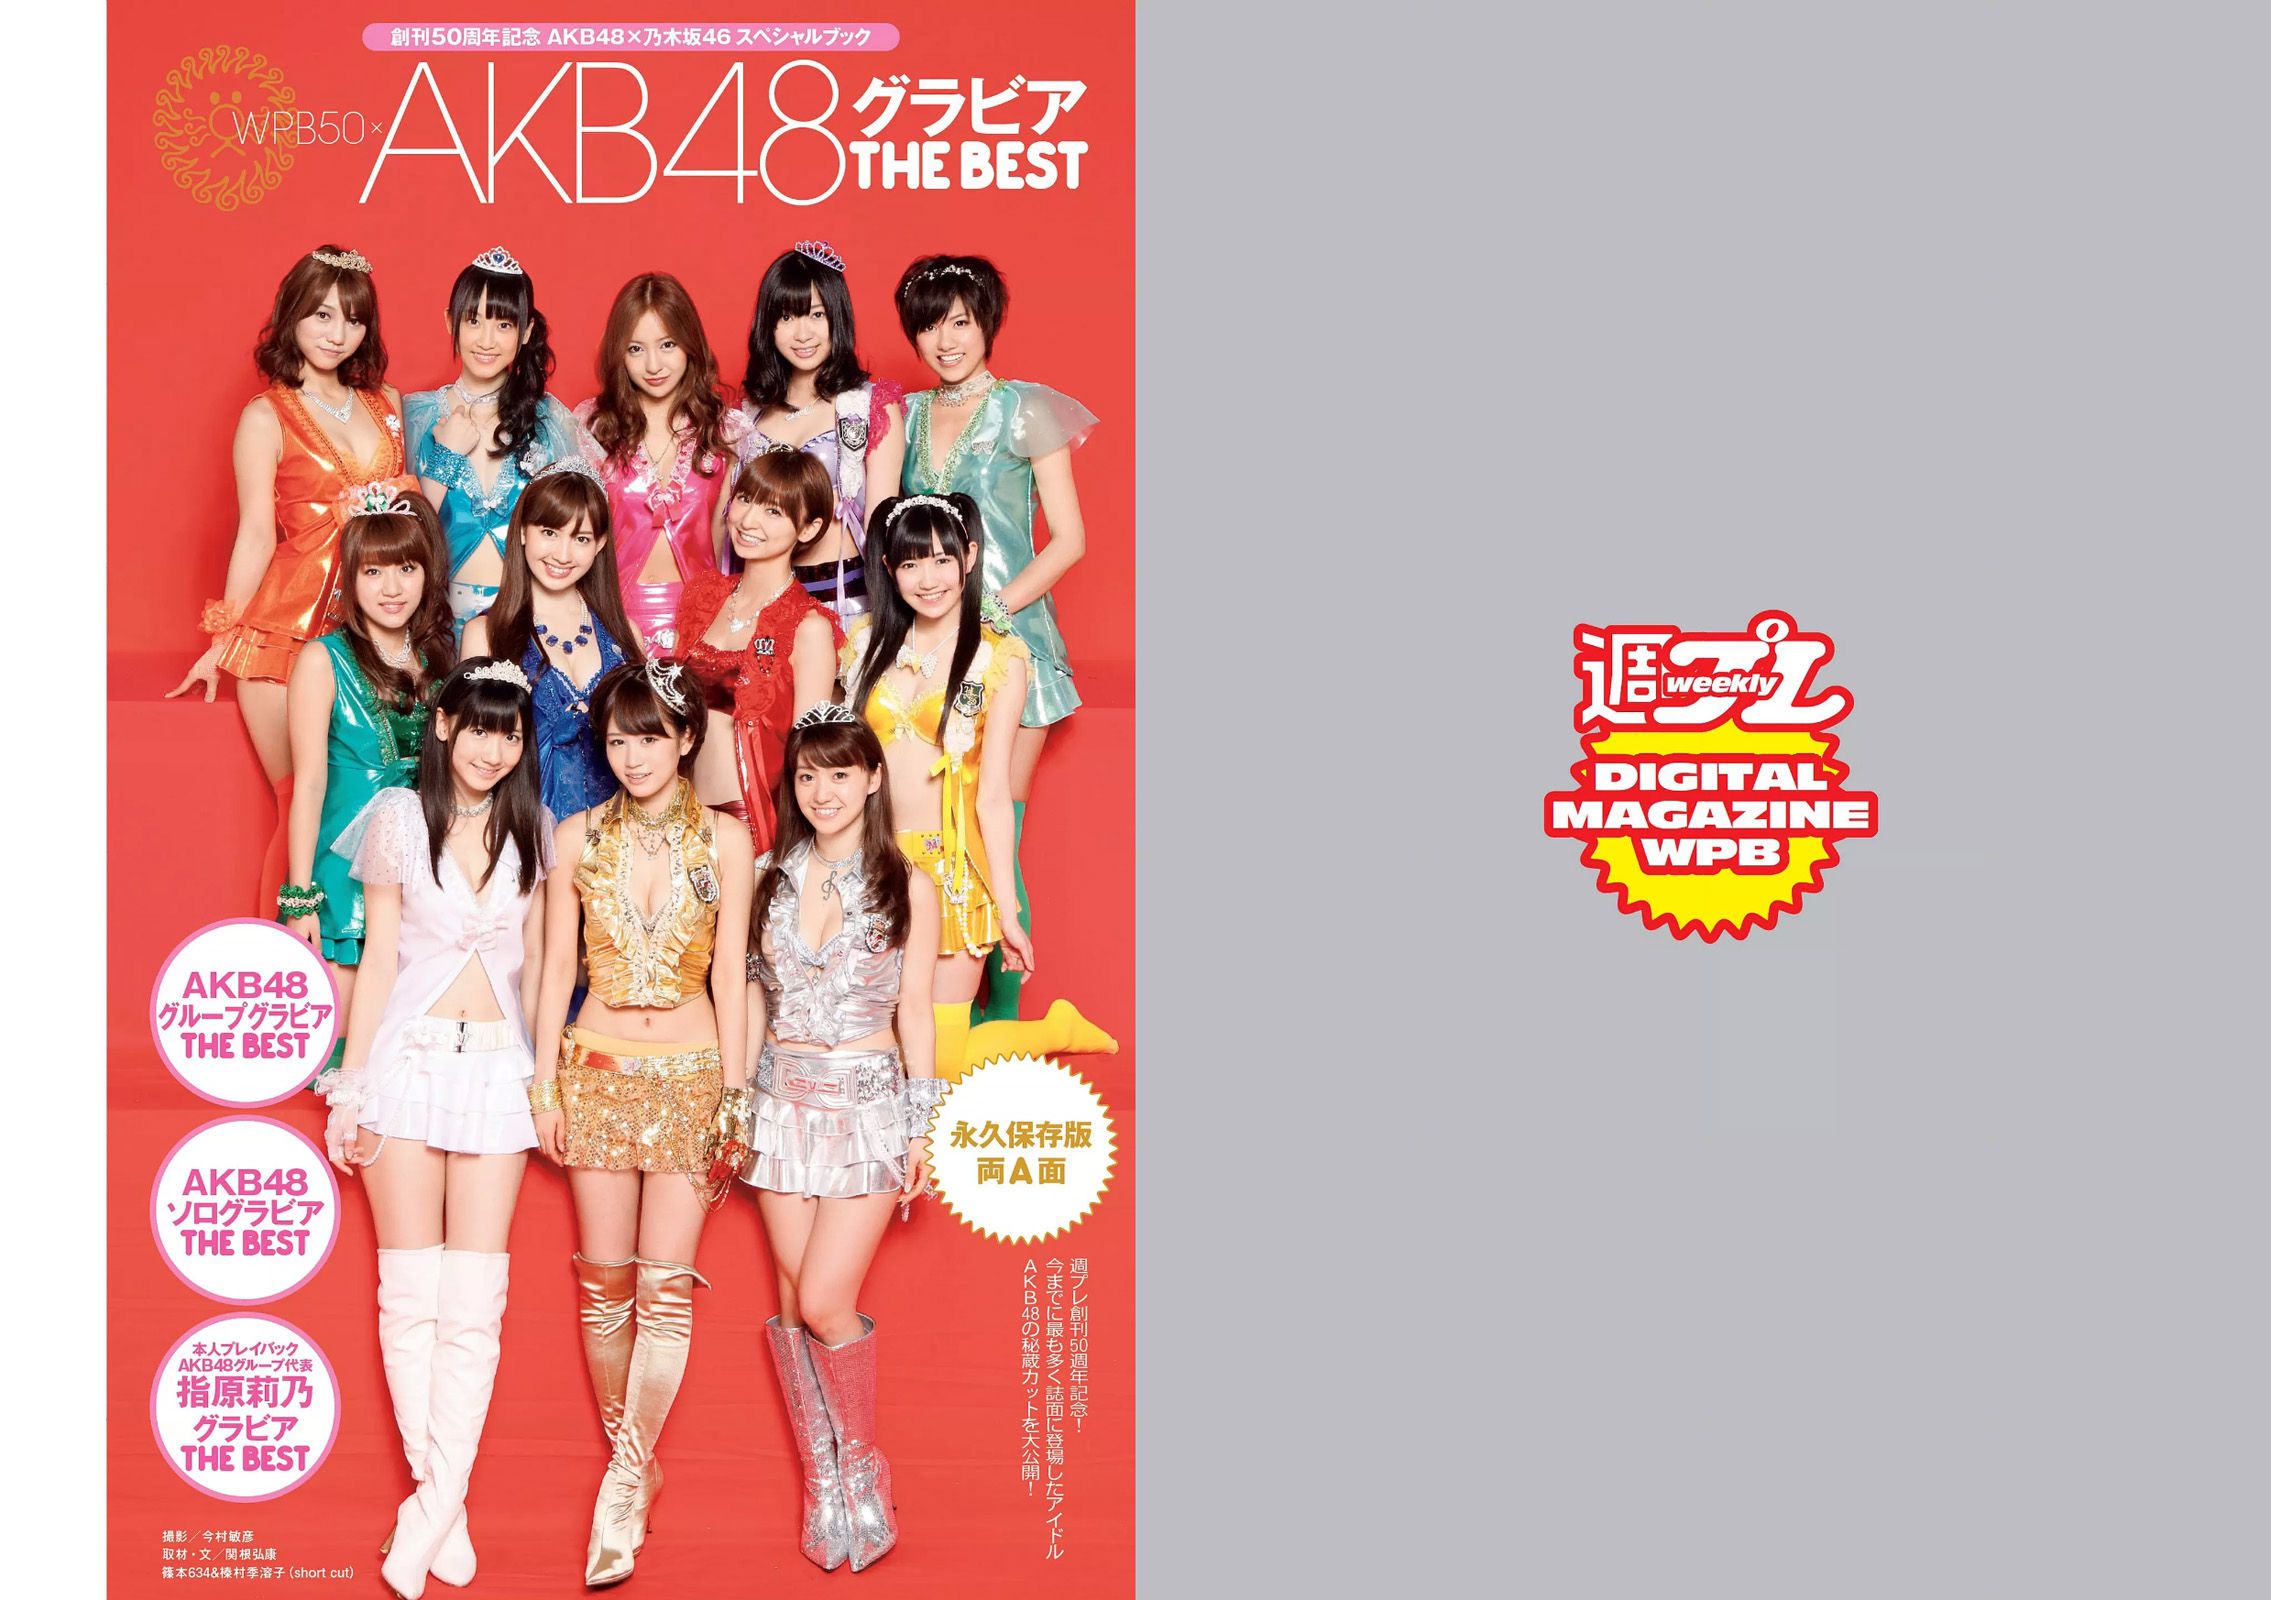 創刊50周年記念 AKB48×乃木坂46 スペシャルブック
WPB50×AKB48
グラビア
THE BEST
AKB48
グループグラビア
THE BEST
AKB48
ソログラビア
THE BEST
本人プレイバック
AKB48グループ代表
指原莉乃
グラビア
THE BEST
永久保存版
両A面
週プレ創刊50週年記念！
今までに最も多く誌面に登場したアイドル
AKB48の秘蔵カットを大公開！
撮影／今村敏彦
取材・文／関根弘康
篠本634&榛村季溶子（short cut）
週プレ
weekly
DIGITAL
MAGAZINE
WPB